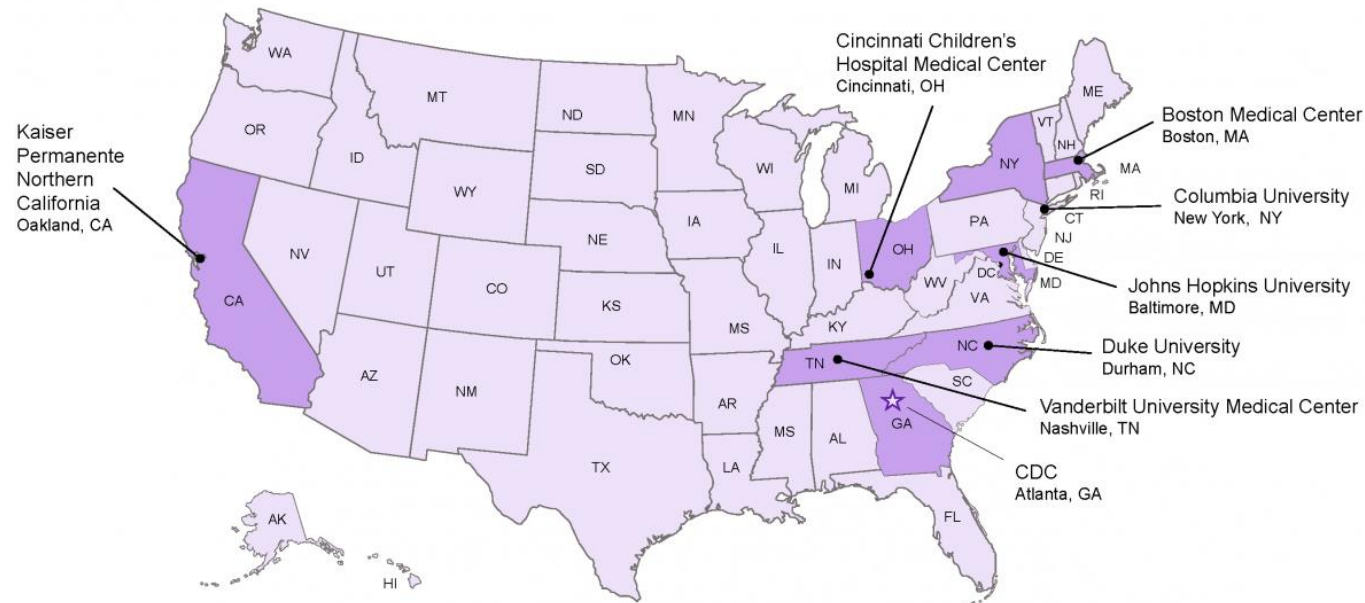 Cincinnati Children's
Hospital Medical Center
Cincinnati, OH
WA
MT
ND
MN
ME
VT
NH
Boston Medical Center
Boston, MA
Kaiser
Permanente
Northern
California
Oakland, CA
OR
ID
SD
WI
MI
NY
MA
RI
WY
Columbia University
New York, NY
CT
NJ
IA
PA
NE
NV
UT
CO
IL
IN
OH
DE
DC
MD
WV
VA
Johns Hopkins University
Baltimore, MD
CA
KS
MS
KY
NC
Duke University
Durham, NC
AZ
NM
OK
TN
AR
SC
Vanderbilt University Medical Center
Nashville, TN
MS
AL
GA
TX
LA
CDC
Atlanta, GA
FL
AK
HI